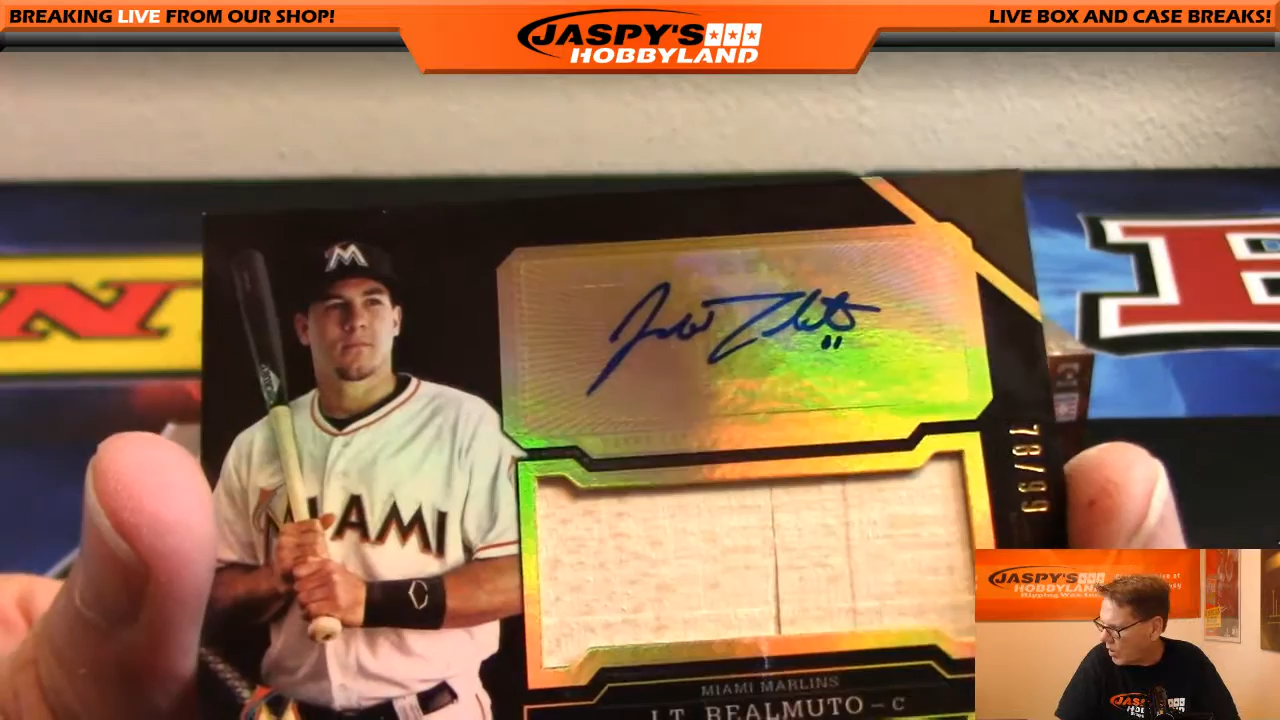 BREAKING LIVE FROM OUR SHOP!
JASPY'S
HOBBYLAND
LIVE BOX AND CASE BREAKS!
M
MIAMI
11
78/99
MIAMI MARLINS
J.T. REALMUTO – C
JASPY'S
HOBBYLAND